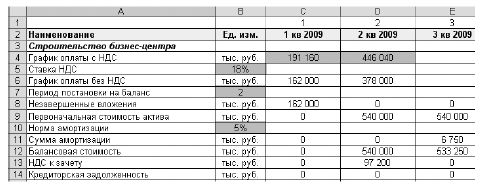 A B C D E
1 1 2 3
2 Наименование Ед. изм. 1 кв 2009 2 кв 2009 3 кв 2009
3 Строительство бизнес-центра
4 График оплаты с НДС тыс. руб. 191 160 446 040
5 Ставка НДС 18%
6 График оплаты без НДС тыс. руб. 162 000 378 000
7 Период постановки на баланс 2
8 Незавершенные вложения тыс. руб. 162 000 0 0
9 Первоначальная стоимость актива тыс. руб. 0 540 000 540 000
10 Норма амортизации 5%
11 Сумма амортизации тыс. руб. 0 0 6 750
12 Балансовая стоимость тыс. руб. 0 540 000 533 250
13 НДС к зачету тыс. руб. 0 97 200 0
14 Кредиторская задолженность тыс. руб. 0 0 0